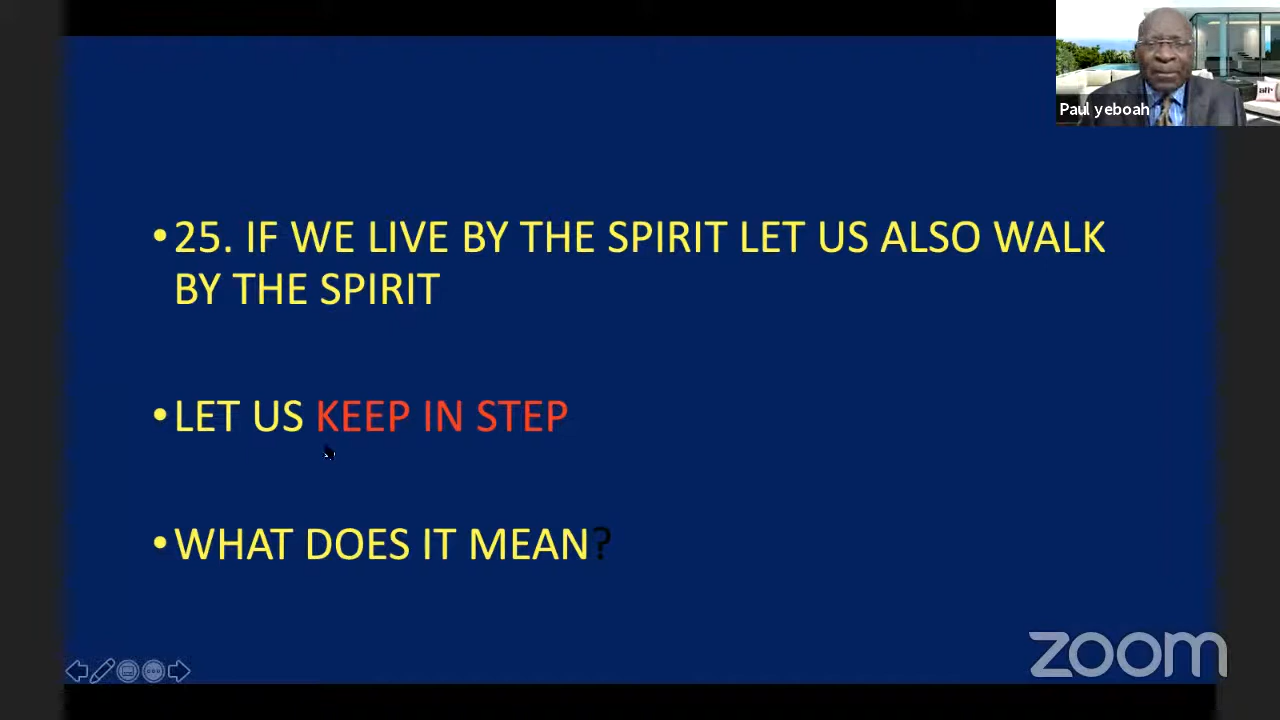 Paul yeboah
•25. IF WE LIVE BY THE SPIRIT LET US ALSO WALK
BY THE SPIRIT
•LET US KEEP IN STEP
•WHAT DOES IT MEAN?
zoom